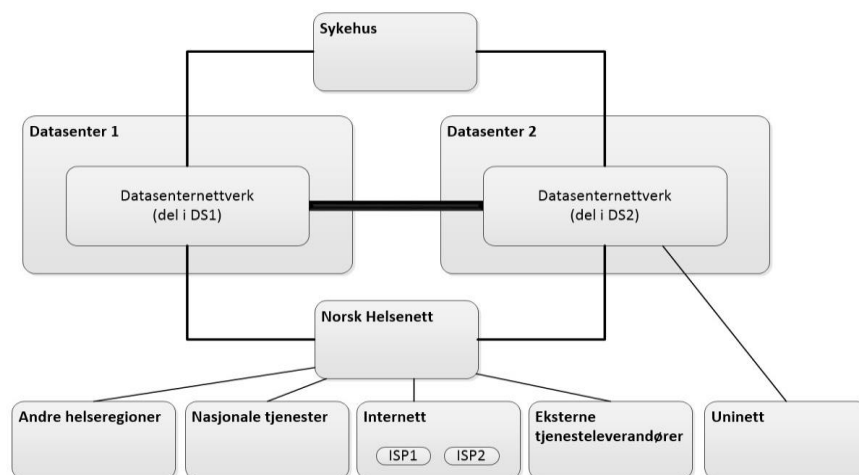 Sykehus
Datasenter 1
Datasenter 2
Datasenternettverk
(del i DS1)
Datasenternettverk
(del i DS2)
Norsk Helsenett
Andre helseregioner
Nasjonale tjenester
Internett
ISP1
ISP2
Eksterne
tjenesteleverandører
Uninett